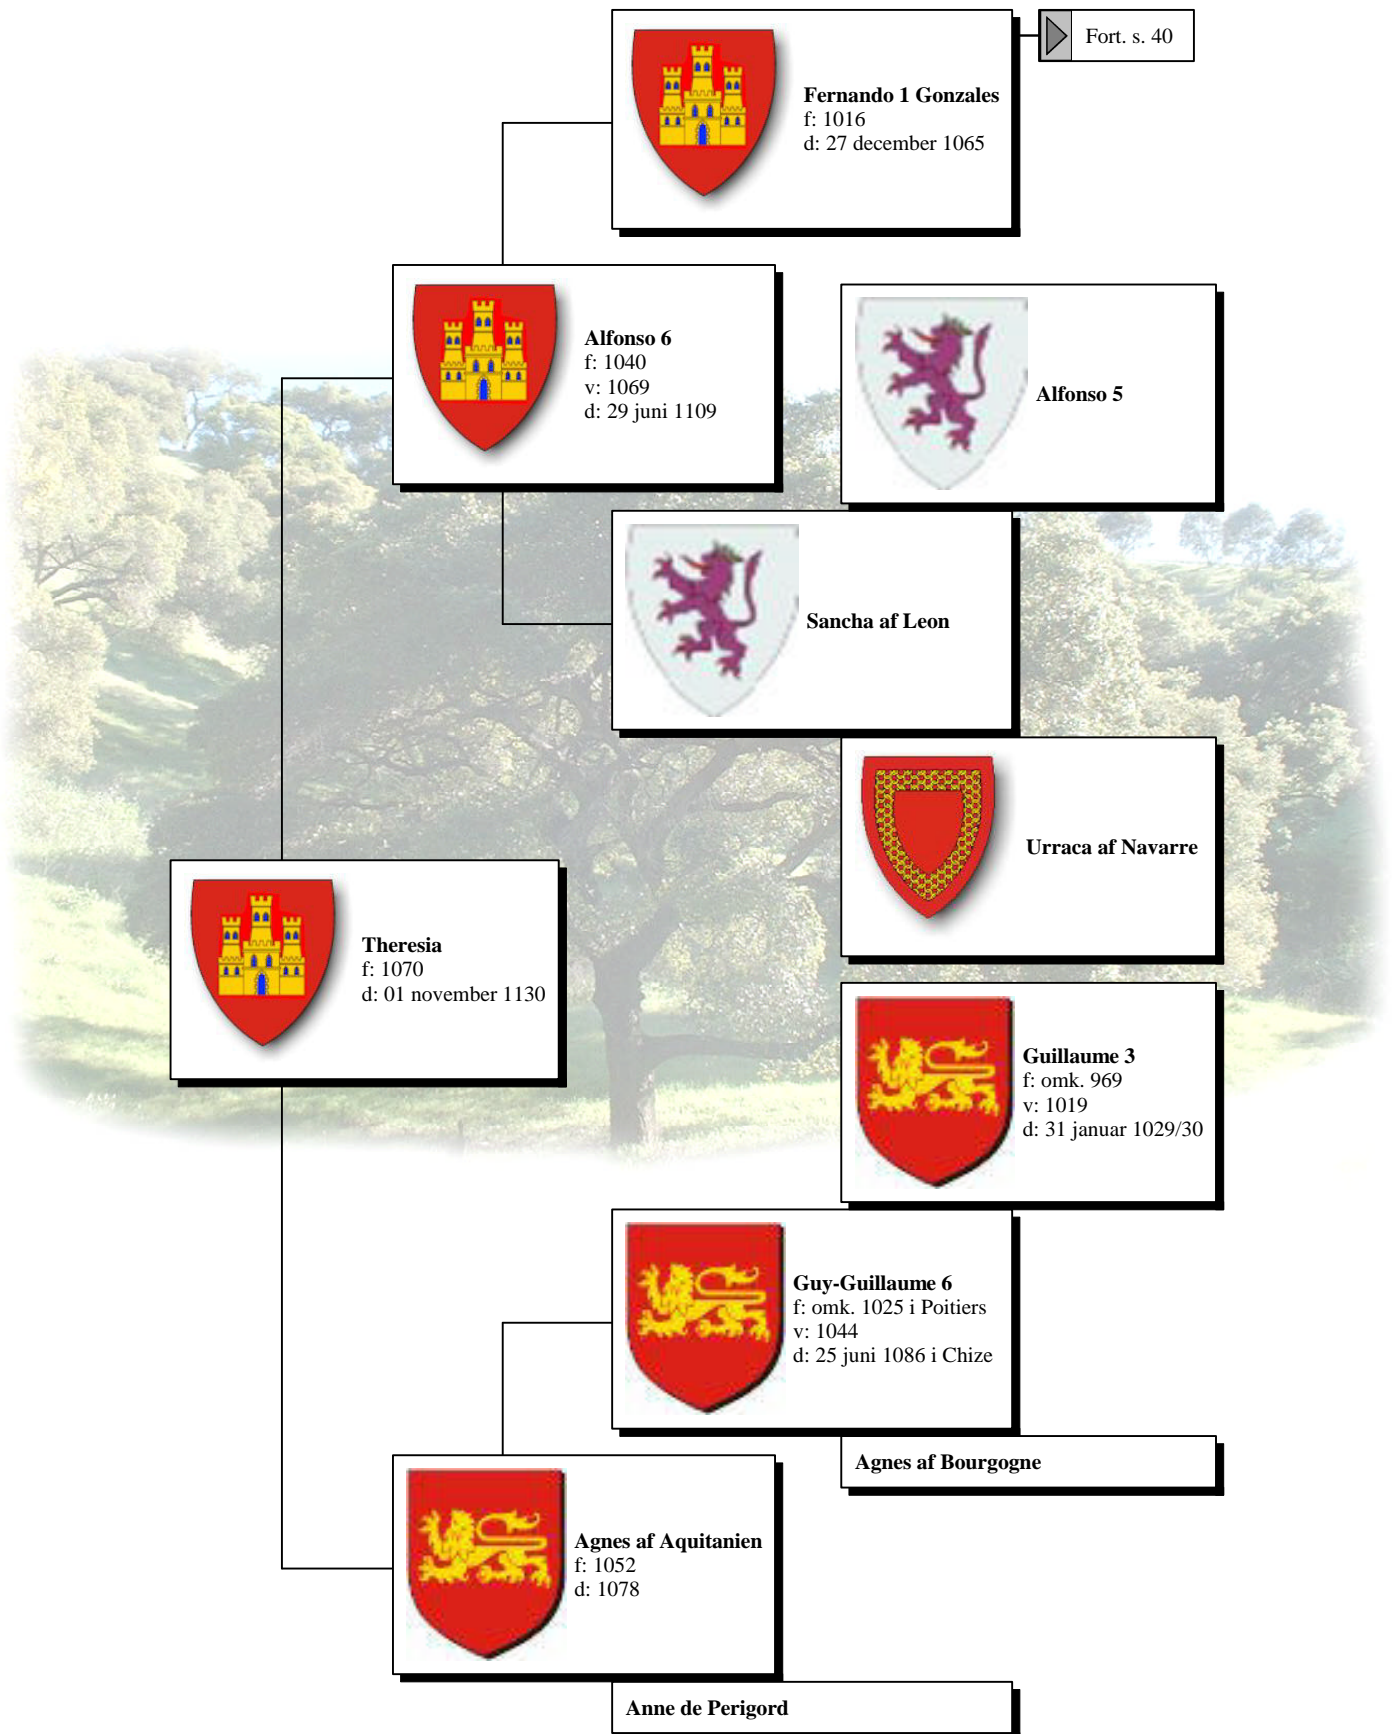 Fort. s. 40
Fernando 1 Gonzales
f: 1016
d: 27 december 1065
Alfonso 6
f: 1040
v: 1069
d: 29 juni 1109
Alfonso 5
Sancha af Leon
Urraca af Navarre
Theresia
f: 1070
d: 01 november 1130
Guillaume 3
f: omk. 969
v: 1019
d: 31 januar 1029/30
Guy-Guillaume 6
f: omk. 1025 i Poitiers
v: 1044
d: 25 juni 1086 i Chize
Agnes af Bourgogne
Agnes af Aquitanien
f: 1052
d: 1078
Anne de Perigord